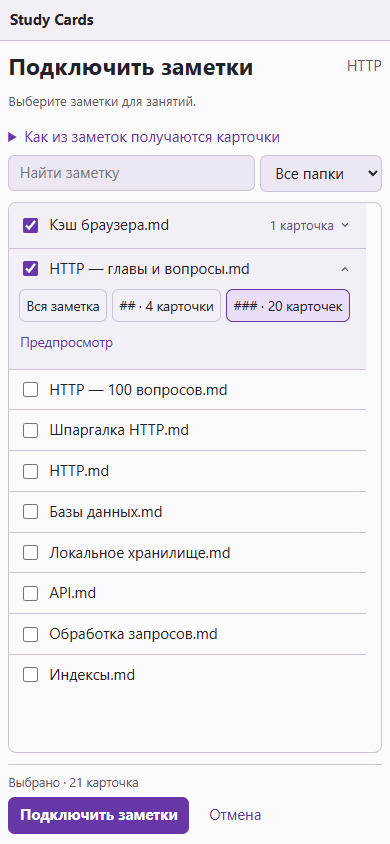 Study Cards
Подключить заметки HTTP
Выберите заметки для занятий.
▶ Как из заметок получаются карточки
Найти заметку Все папки
Кэш браузера.md 1 карточка
HTTP — главы и вопросы.md
Вся заметка ## · 4 карточки ### · 20 карточек
Предпросмотр
HTTP — 100 вопросов.md
Шпаргалка HTTP.md
HTTP.md
Базы данных.md
Локальное хранилище.md
API.md
Обработка запросов.md
Индексы.md
Выбрано · 21 карточка
Подключить заметки Отмена